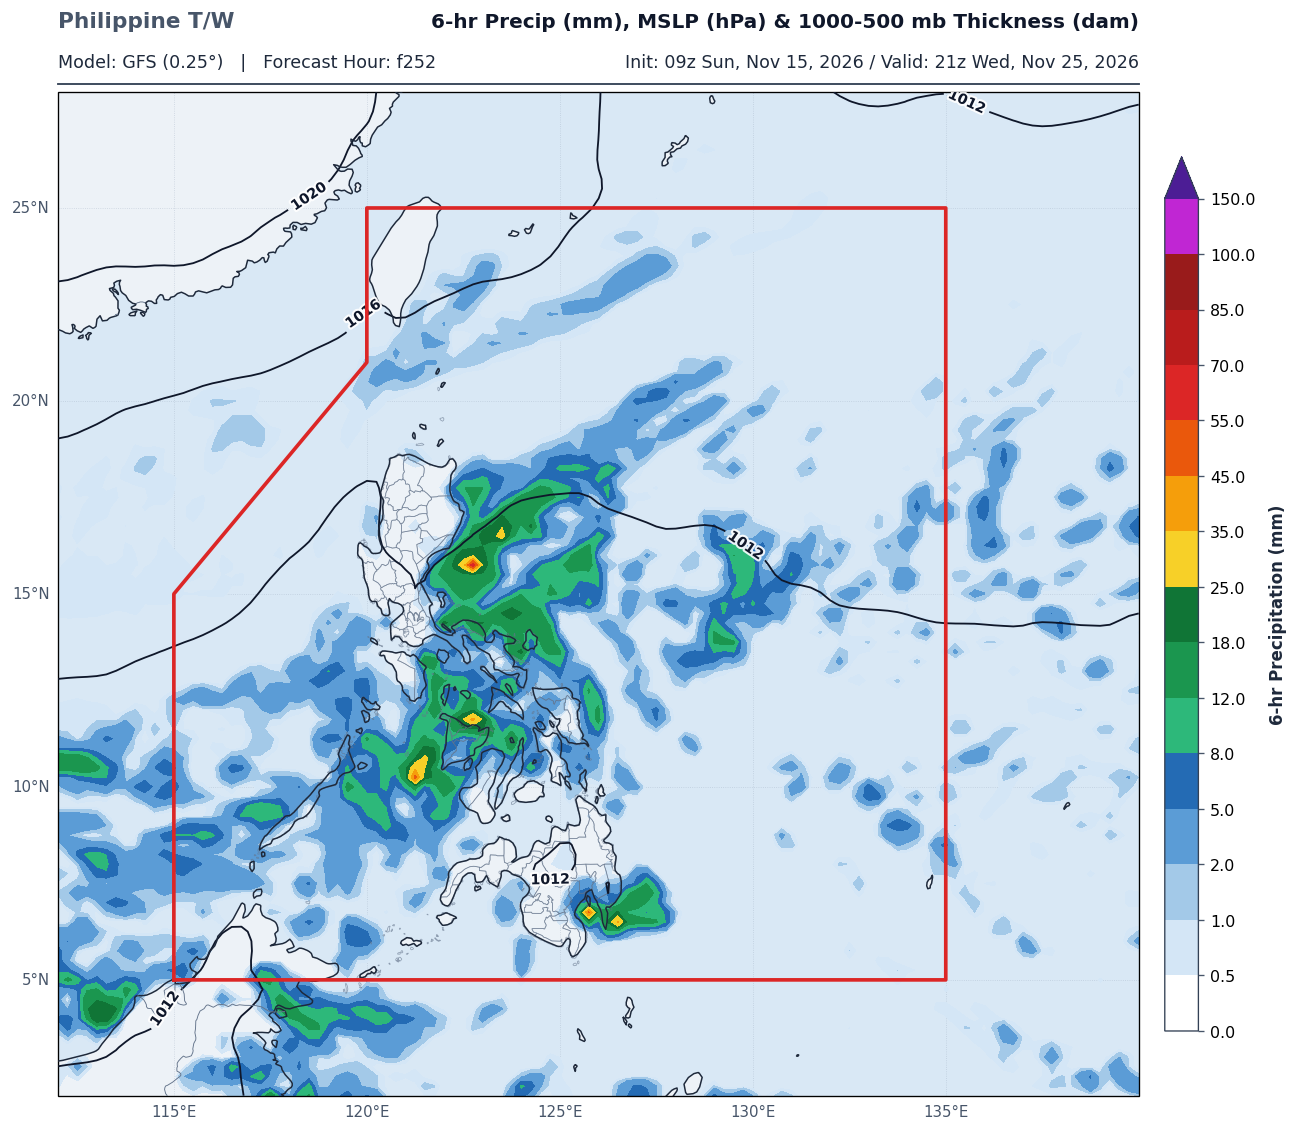 Philippine T/W
6-hr Precip (mm), MSLP (hPa) & 1000-500 mb Thickness (dam)
Model: GFS (0.25°) | Forecast Hour: f252
Init: 09z Sun, Nov 15, 2026 / Valid: 21z Wed, Nov 25, 2026
1012
1020
1016
1012
1012
1012
25°N
20°N
15°N
10°N
5°N
115°E
120°E
125°E
130°E
135°E
150.0
100.0
85.0
70.0
55.0
45.0
35.0
25.0
18.0
12.0
8.0
5.0
2.0
1.0
0.5
0.0
6-hr Precipitation (mm)